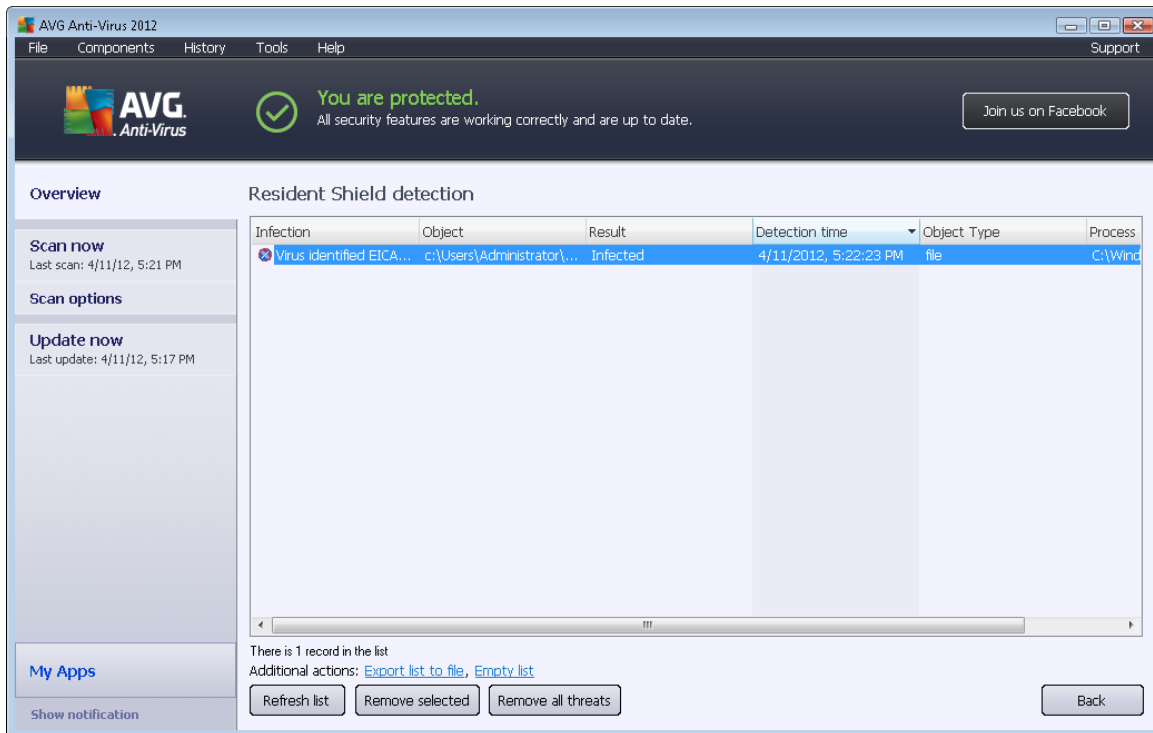 AVG Anti-Virus 2012
File Components History Tools Help Support
AVG.
Anti-Virus
You are protected.
All security features are working correctly and are up to date.
Join us on Facebook
Overview
Scan now
Last scan: 4/11/12, 5:21 PM
Scan options
Update now
Last update: 4/11/12, 5:17 PM
My Apps
Show notification
Resident Shield detection
Infection Object Result Detection time Object Type Process
Virus identified EICA... c:\Users\Administrator\... Infected 4/11/2012, 5:22:23 PM file C:\Wind
There is 1 record in the list
Additional actions: Export list to file, Empty list
Refresh list Remove selected Remove all threats Back